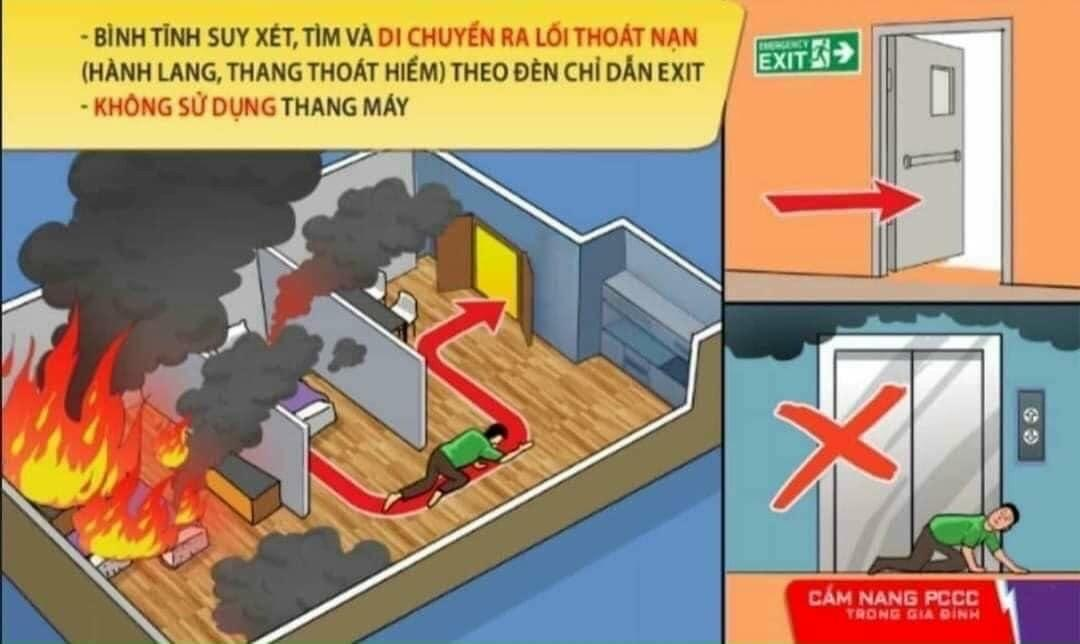 - BÌNH TĨNH SUY XÉT, TÌM VÀ DI CHUYỂN RA LỐI THOÁT NẠN
(HÀNH LANG, THANG THOÁT HIỂM) THEO ĐÈN CHỈ DẪN EXIT
- KHÔNG SỬ DỤNG THANG MÁY
EMERGENCY
EXIT
CẨM NANG PCCC
TRONG GIA ĐÌNH